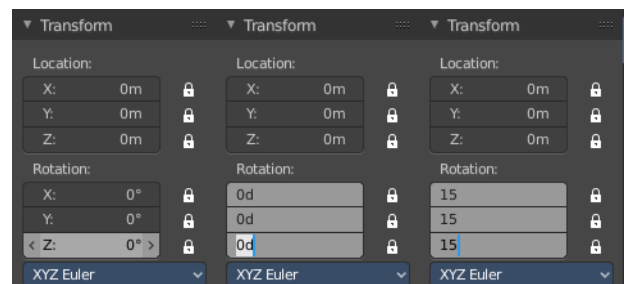 Transform
Location:
X: 0m
Y: 0m
Z: 0m
Rotation:
X: 0°
Y: 0°
Z: 0°
XYZ Euler
Transform
Location:
X: 0m
Y: 0m
Z: 0m
Rotation:
0d
0d
0d
XYZ Euler
Transform
Location:
X: 0m
Y: 0m
Z: 0m
Rotation:
15
15
15
XYZ Euler